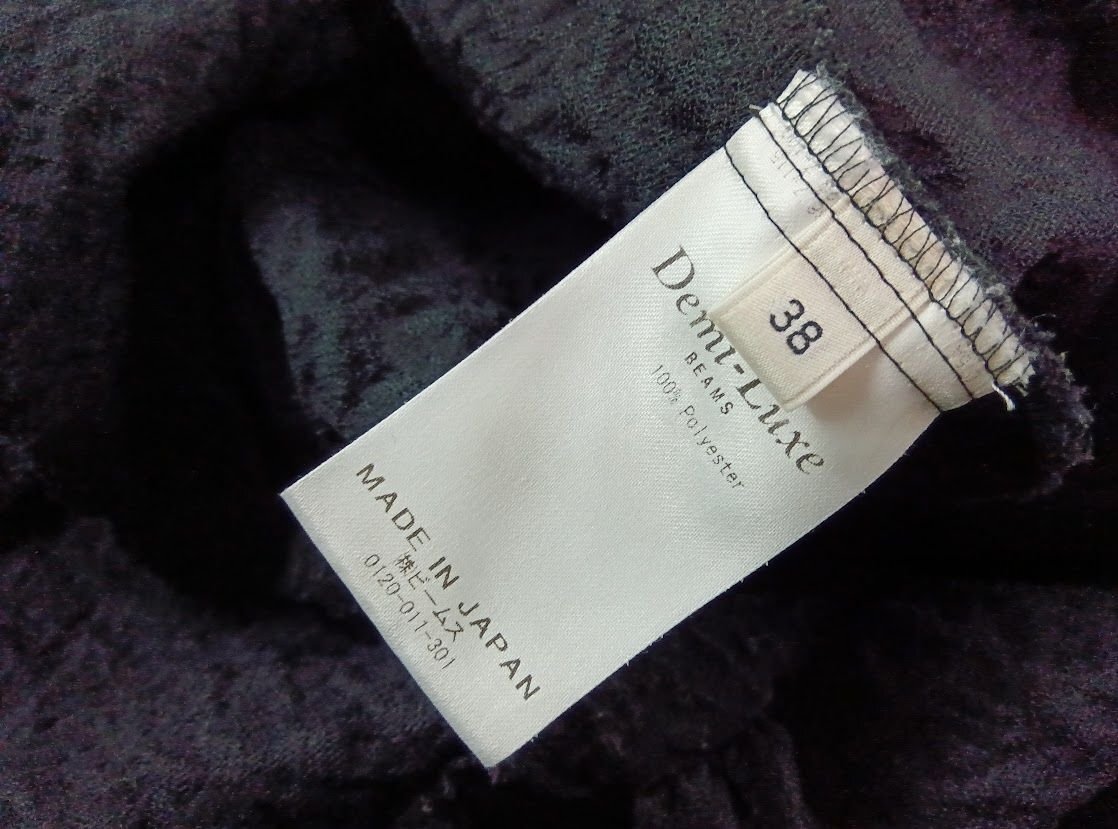 38
Demi-Luxe
BEAMS
100% Polyester
MADE IN JAPAN
㈱ビームス
0120-011-301